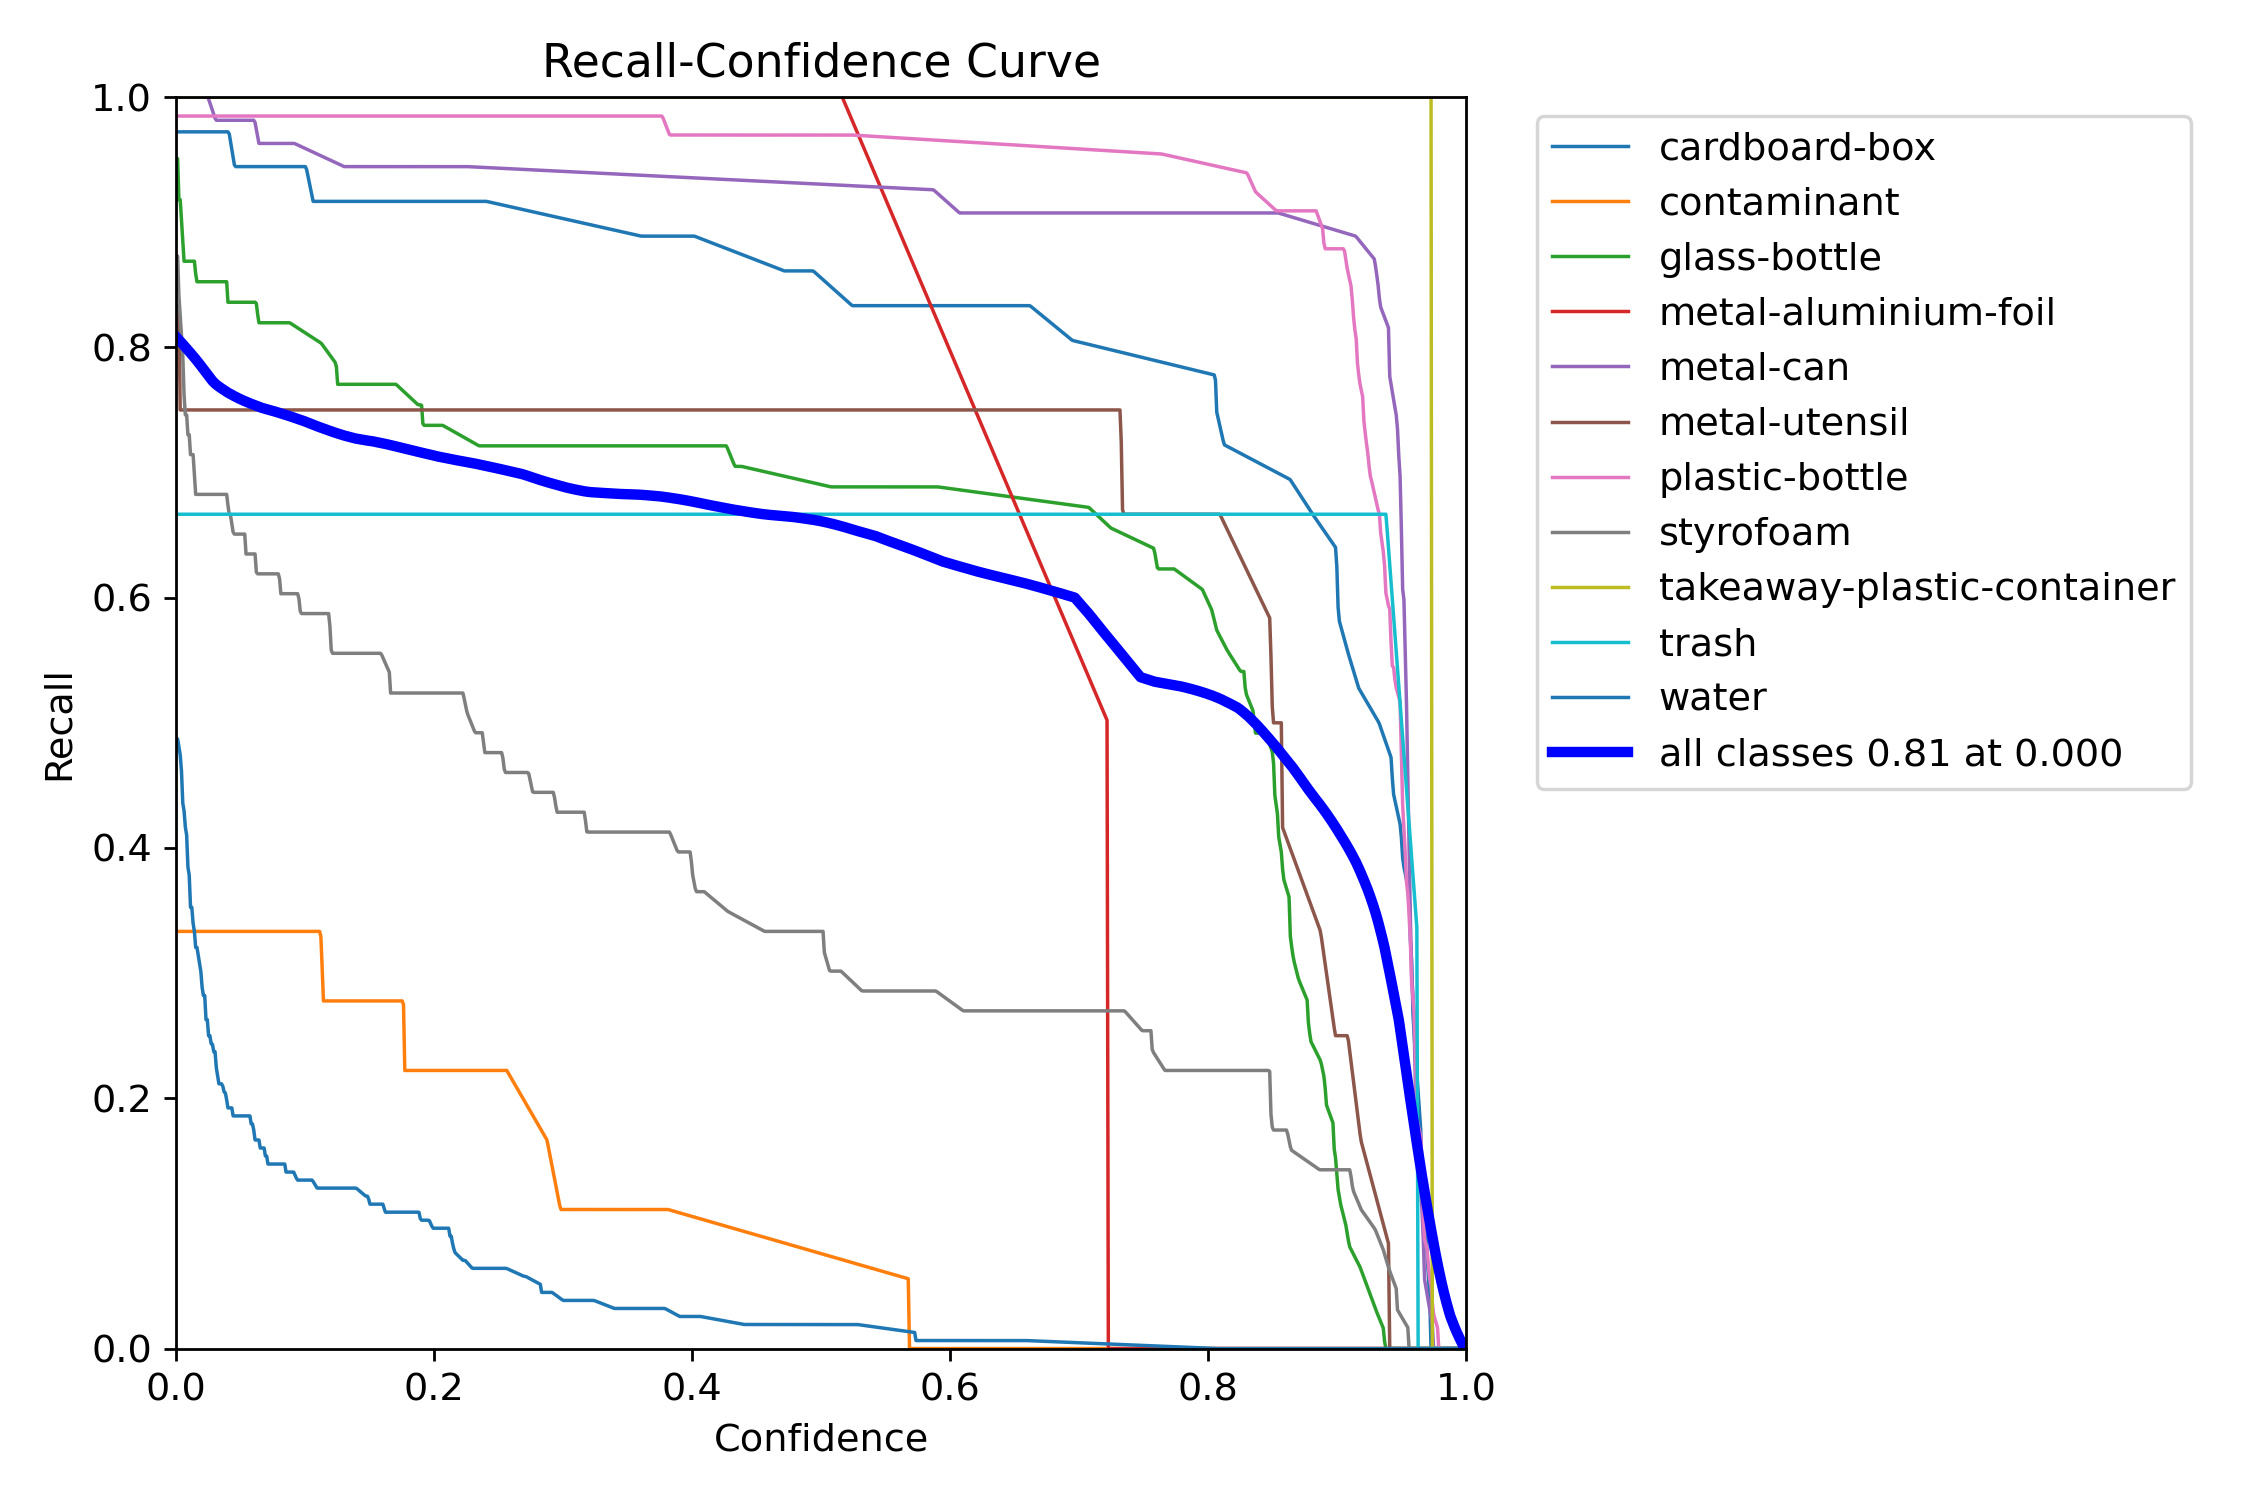 Recall-Confidence Curve
1.0
0.8
0.6
0.4
0.2
0.0
Recall
0.0 0.2 0.4 0.6 0.8 1.0
Confidence
cardboard-box
contaminant
glass-bottle
metal-aluminium-foil
metal-can
metal-utensil
plastic-bottle
styrofoam
takeaway-plastic-container
trash
water
all classes 0.81 at 0.000